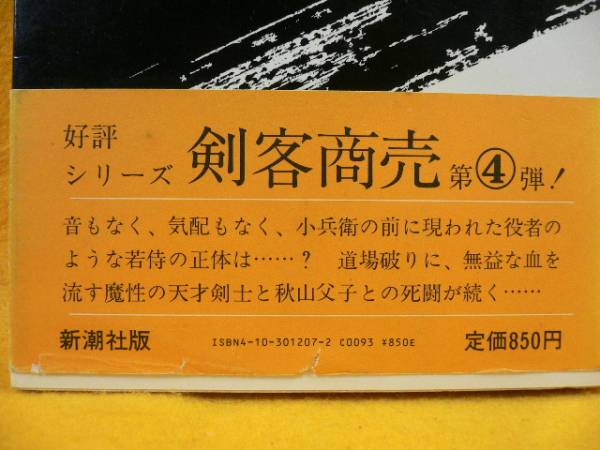 好評
シリーズ 剣客商売 第④弾!
音もなく、気配もなく、小兵衛の前に現われた役者の
ような若侍の正体は……? 道場破りに、無益な血を
流す魔性の天才剣士と秋山父子との死闘が続く……
新潮社版 ISBN4-10-301207-2 C0093 ¥850E 定価850円